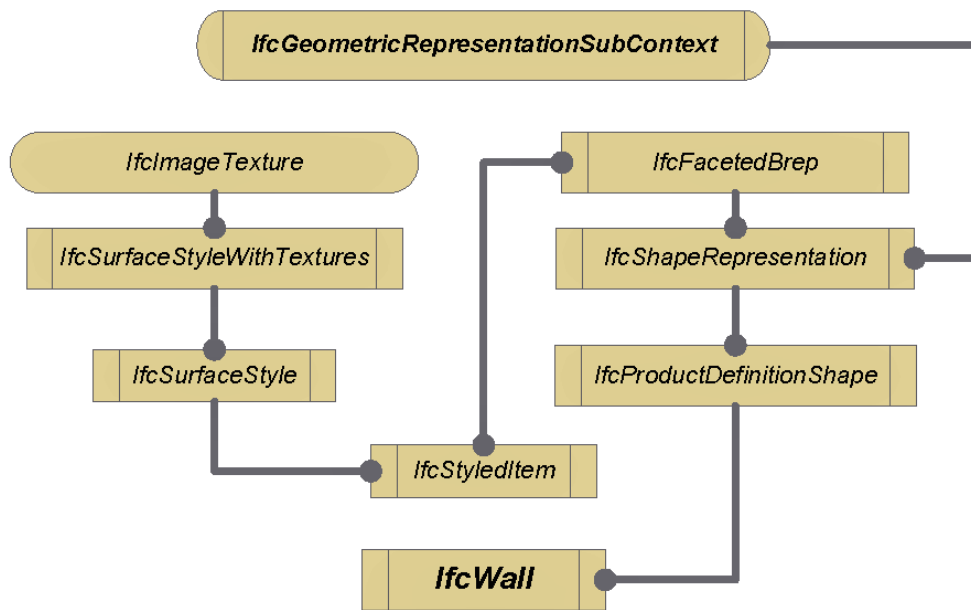 IfcGeometricRepresentationSubContext
IfcImageTexture
IfcFacetedBrep
IfcSurfaceStyleWithTextures
IfcShapeRepresentation
IfcSurfaceStyle
IfcProductDefinitionShape
IfcStyledItem
IfcWall